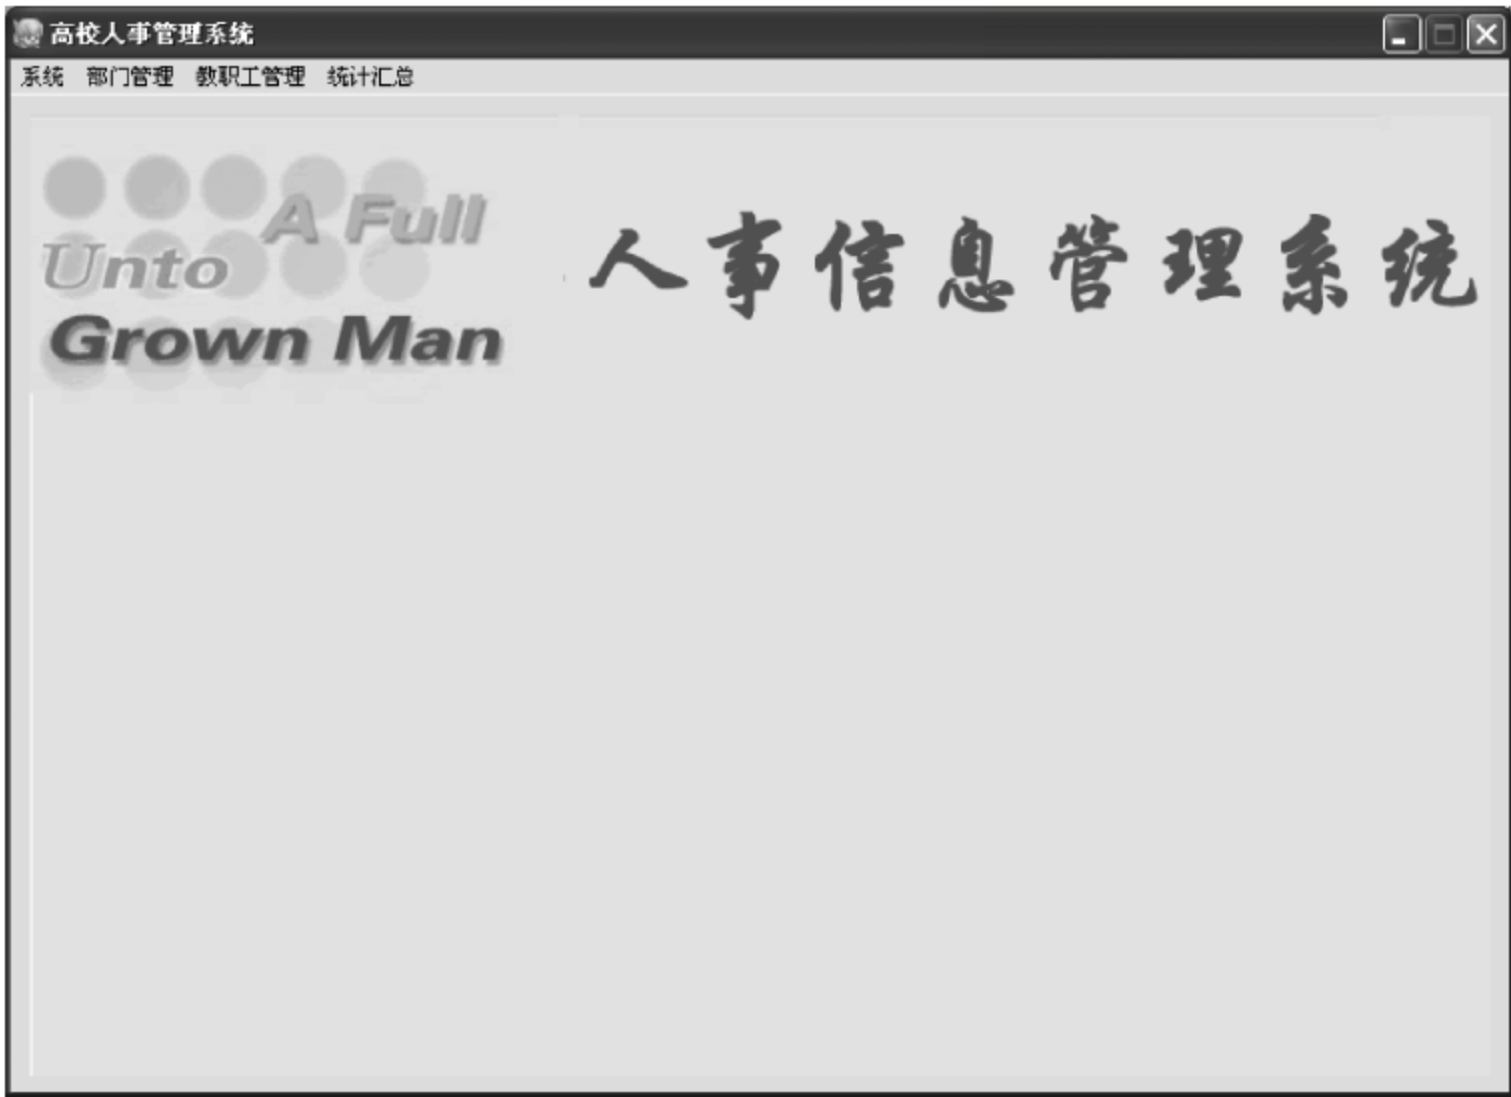 高校人事管理系统
系统 部门管理 教职工管理 统计汇总
A Full
Unto
Grown Man
人事信息管理系统